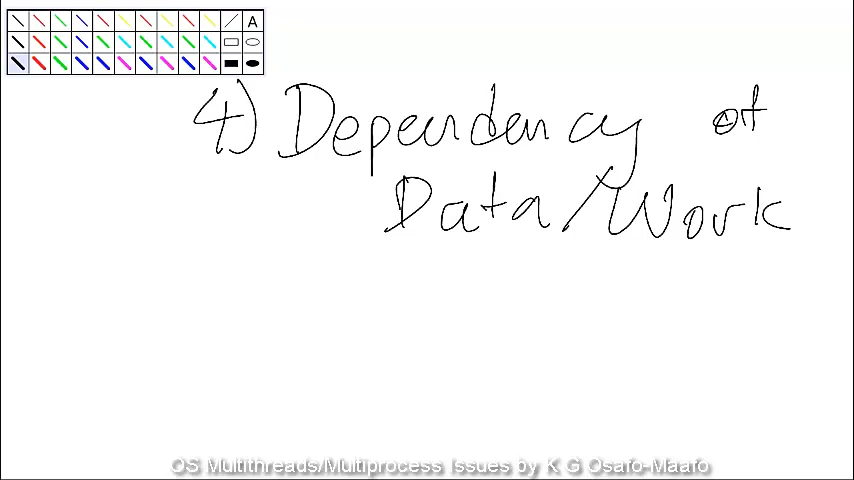 A
4) Dependency of
Data/Work
OS Multithreads/Multiprocess Issues by K G Osafo-Maafo